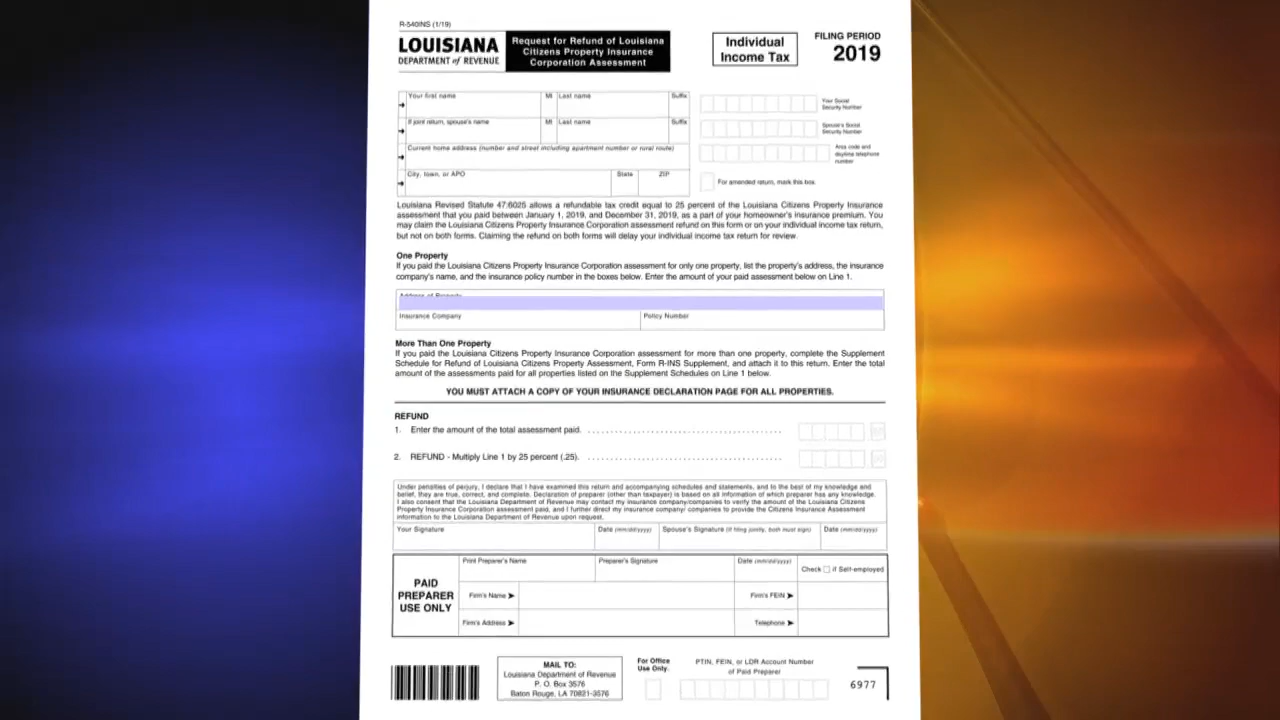 R-540INS (1/19)
LOUISIANA
DEPARTMENT of REVENUE
Request for Refund of Louisiana
Citizens Property Insurance
Corporation Assessment
Individual
Income Tax
FILING PERIOD
2019
Your first name MI Last name Suffix
Your Social
Security Number
If joint return, spouse's name MI Last name Suffix
Spouse's Social
Security Number
Current home address (number and street including apartment number or rural route)
Area code and
daytime telephone
number
City, town, or APO State ZIP
For amended return, mark this box.
Louisiana Revised Statute 47:6025 allows a refundable tax credit equal to 25 percent of the Louisiana Citizens Property Insurance
assessment that you paid between January 1, 2019, and December 31, 2019, as a part of your homeowner's insurance premium. You
may claim the Louisiana Citizens Property Insurance Corporation assessment refund on this form or on your individual income tax return,
but not on both forms. Claiming the refund on both forms will delay your individual income tax return for review.
One Property
If you paid the Louisiana Citizens Property Insurance Corporation assessment for only one property, list the property's address, the insurance
company's name, and the insurance policy number in the boxes below. Enter the amount of your paid assessment below on Line 1.
Address of Property
Insurance Company Policy Number
More Than One Property
If you paid the Louisiana Citizens Property Insurance Corporation assessment for more than one property, complete the Supplement
Schedule for Refund of Louisiana Citizens Property Assessment, Form R-INS Supplement, and attach it to this return. Enter the total
amount of the assessments paid for all properties listed on the Supplement Schedules on Line 1 below.
YOU MUST ATTACH A COPY OF YOUR INSURANCE DECLARATION PAGE FOR ALL PROPERTIES.
REFUND
1. Enter the amount of the total assessment paid.
2. REFUND - Multiply Line 1 by 25 percent (.25).
Under penalties of perjury, I declare that I have examined this return and accompanying schedules and statements, and to the best of my knowledge and
belief, they are true, correct, and complete. Declaration of preparer (other than taxpayer) is based on all information of which preparer has any knowledge.
I also consent that the Louisiana Department of Revenue may contact my insurance company/companies to verify the amount of the Louisiana Citizens
Property Insurance Corporation assessment paid, and I further direct my insurance company/ companies to provide the Citizens Insurance Assessment
information to the Louisiana Department of Revenue upon request.
Your Signature Date (mm/dd/yyyy) Spouse's Signature (If filing jointly, both must sign) Date (mm/dd/yyyy)
PAID
PREPARER
USE ONLY
Print Preparer's Name Preparer's Signature Date (mm/dd/yyyy) Check if Self-employed
Firm's Name Firm's FEIN
Firm's Address Telephone
MAIL TO:
Louisiana Department of Revenue
P. O. Box 3576
Baton Rouge, LA 70821-3576
For Office
Use Only.
PTIN, FEIN, or LDR Account Number
of Paid Preparer
6977